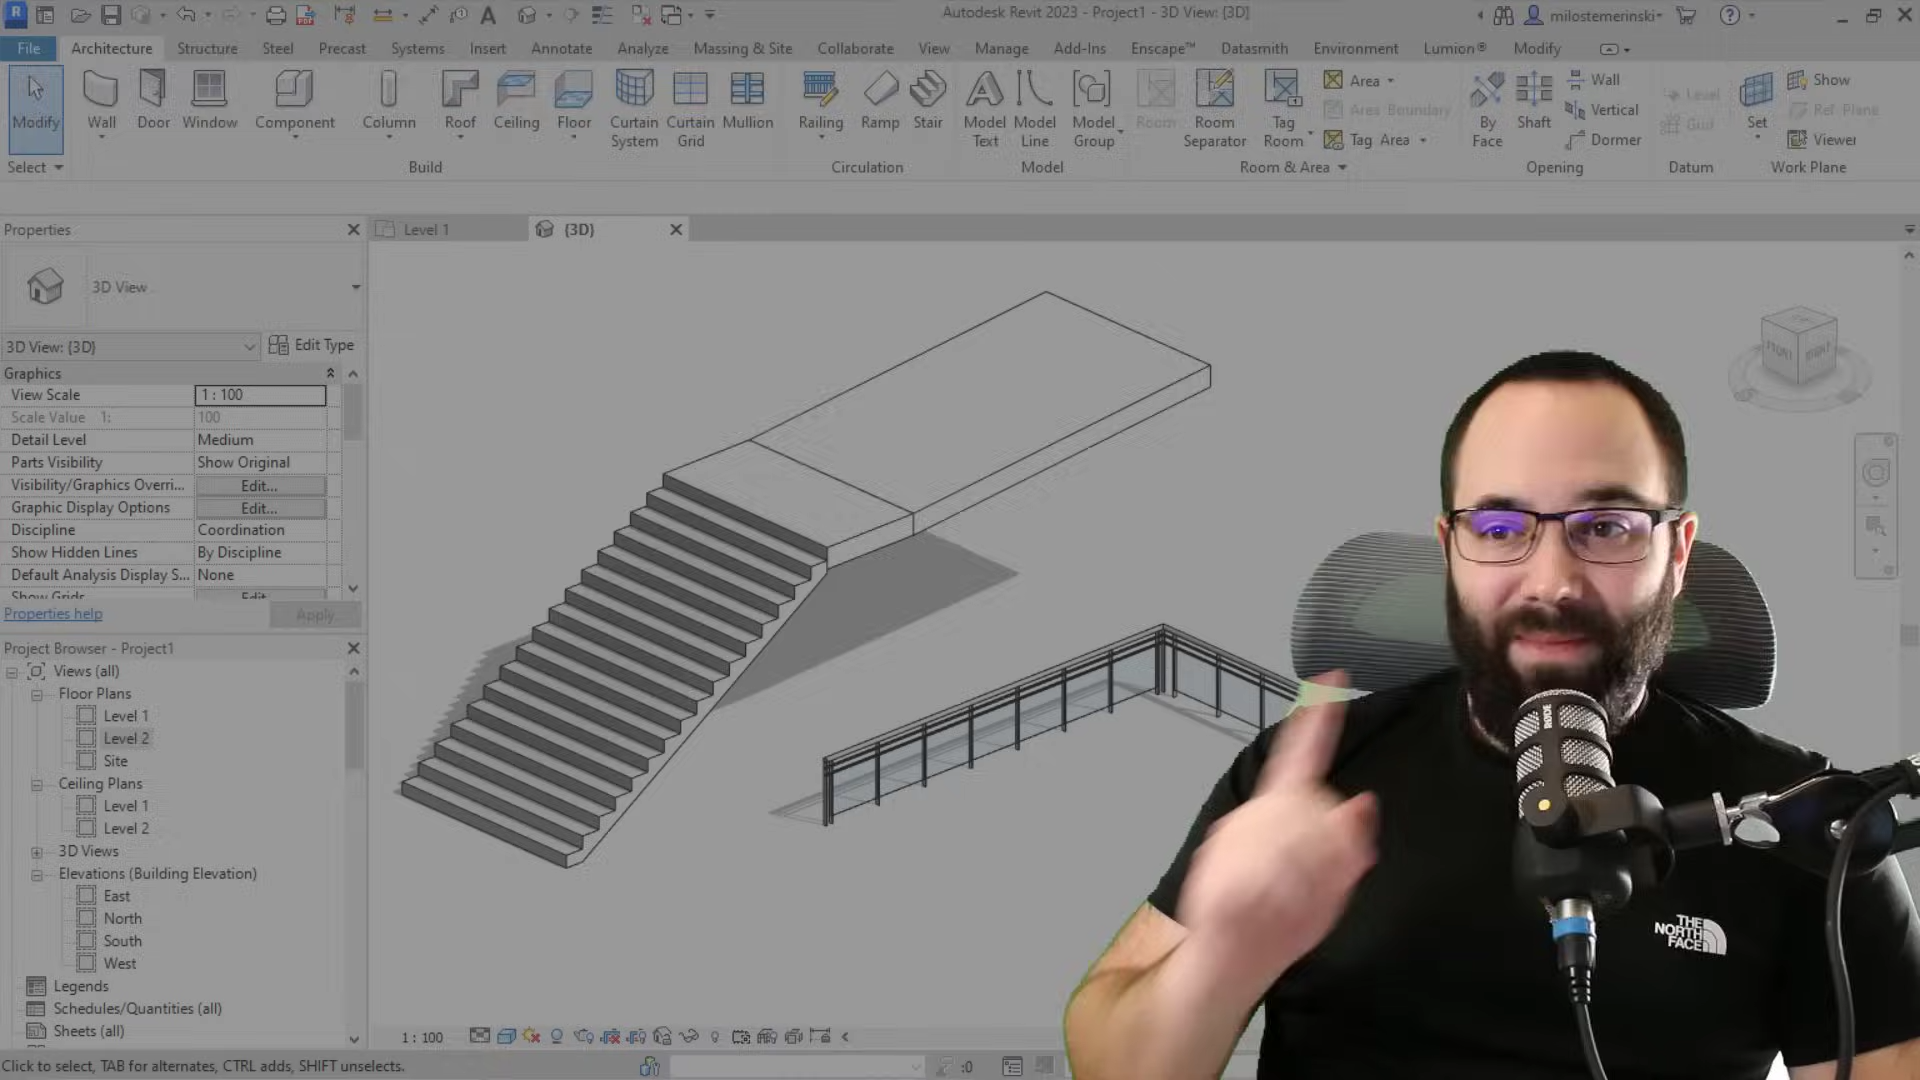 Autodesk Revit 2023 - Project1 - 3D View: {3D}
milostemerinski
File Architecture Structure Steel Precast Systems Insert Annotate Analyze Massing & Site Collaborate View Manage Add-Ins Enscape™ Datasmith Environment Lumion® Modify
Modify Wall Door Window Component Column Roof Ceiling Floor Curtain System Curtain Grid Mullion Railing Ramp Stair Model Text Model Line Model Group Room Room Separator Tag Room
Area
Area Boundary
Tag Area
By Face Shaft
Wall
Vertical
Dormer
Level
Grid
Set
Show
Ref Plane
Viewer
Select Build Circulation Model Room & Area Opening Datum Work Plane
Properties
Level 1
{3D}
3D View
3D View: {3D}
Edit Type
Graphics
View Scale 1 : 100
Scale Value 1: 100
Detail Level Medium
Parts Visibility Show Original
Visibility/Graphics Overri... Edit...
Graphic Display Options Edit...
Discipline Coordination
Show Hidden Lines By Discipline
Default Analysis Display S... None
Show Grids Edit...
Properties help Apply
Project Browser - Project1
Views (all)
Floor Plans
Level 1
Level 2
Site
Ceiling Plans
Level 1
Level 2
3D Views
Elevations (Building Elevation)
East
North
South
West
Legends
Schedules/Quantities (all)
Sheets (all)
1 : 100
Click to select, TAB for alternates, CTRL adds, SHIFT unselects.
:0
FRONT
RØDE
THE
NORTH
FACE